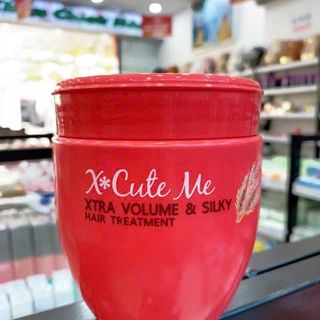 X*Cute Me
XTRA VOLUME & SILKY
HAIR TREATMENT